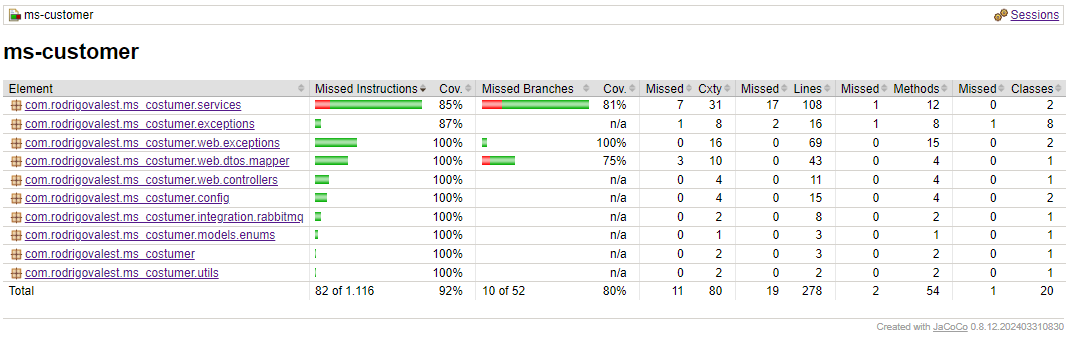 ms-customer Sessions
ms-customer
Element Missed Instructions Cov. Missed Branches Cov. Missed Cxty Missed Lines Missed Methods Missed Classes
com.rodrigovalest.ms_costumer.services 85% 81% 7 31 17 108 1 12 0 2
com.rodrigovalest.ms_costumer.exceptions 87% n/a 1 8 2 16 1 8 1 8
com.rodrigovalest.ms_costumer.web.exceptions 100% 100% 0 16 0 69 0 15 0 2
com.rodrigovalest.ms_costumer.web.dtos.mapper 100% 75% 3 10 0 43 0 4 0 1
com.rodrigovalest.ms_costumer.web.controllers 100% n/a 0 4 0 11 0 4 0 1
com.rodrigovalest.ms_costumer.config 100% n/a 0 4 0 15 0 4 0 2
com.rodrigovalest.ms_costumer.integration.rabbitmq 100% n/a 0 2 0 8 0 2 0 1
com.rodrigovalest.ms_costumer.models.enums 100% n/a 0 1 0 3 0 1 0 1
com.rodrigovalest.ms_costumer 100% n/a 0 2 0 3 0 2 0 1
com.rodrigovalest.ms_costumer.utils 100% n/a 0 2 0 2 0 2 0 1
Total 82 of 1.116 92% 10 of 52 80% 11 80 19 278 2 54 1 20
Created with JaCoCo 0.8.12.202403310830